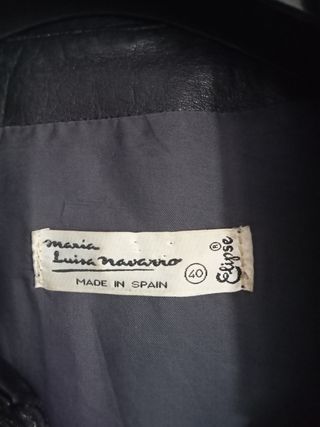 maria
Luisa navarro
40
MADE IN SPAIN
Elipse®